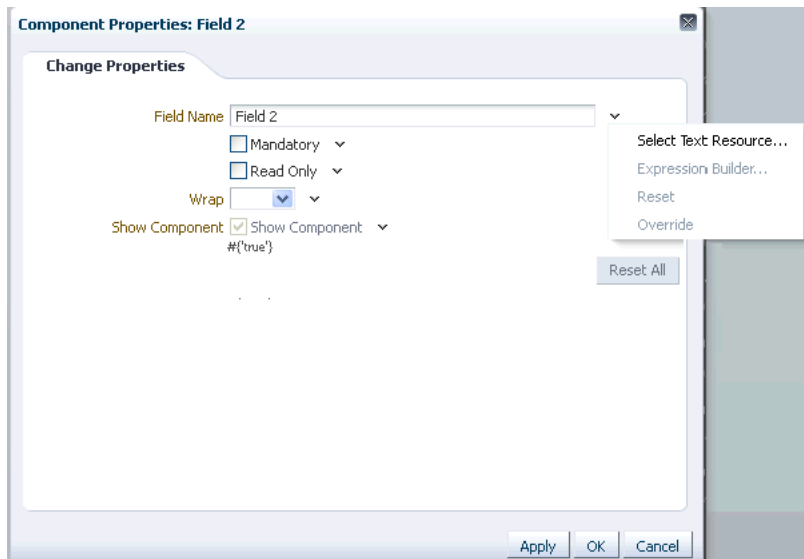 Component Properties: Field 2
Change Properties
Field Name Field 2
Select Text Resource...
Mandatory
Expression Builder...
Read Only
Reset
Wrap
Override
Show Component Show Component
#{'true'}
Reset All
Apply OK Cancel